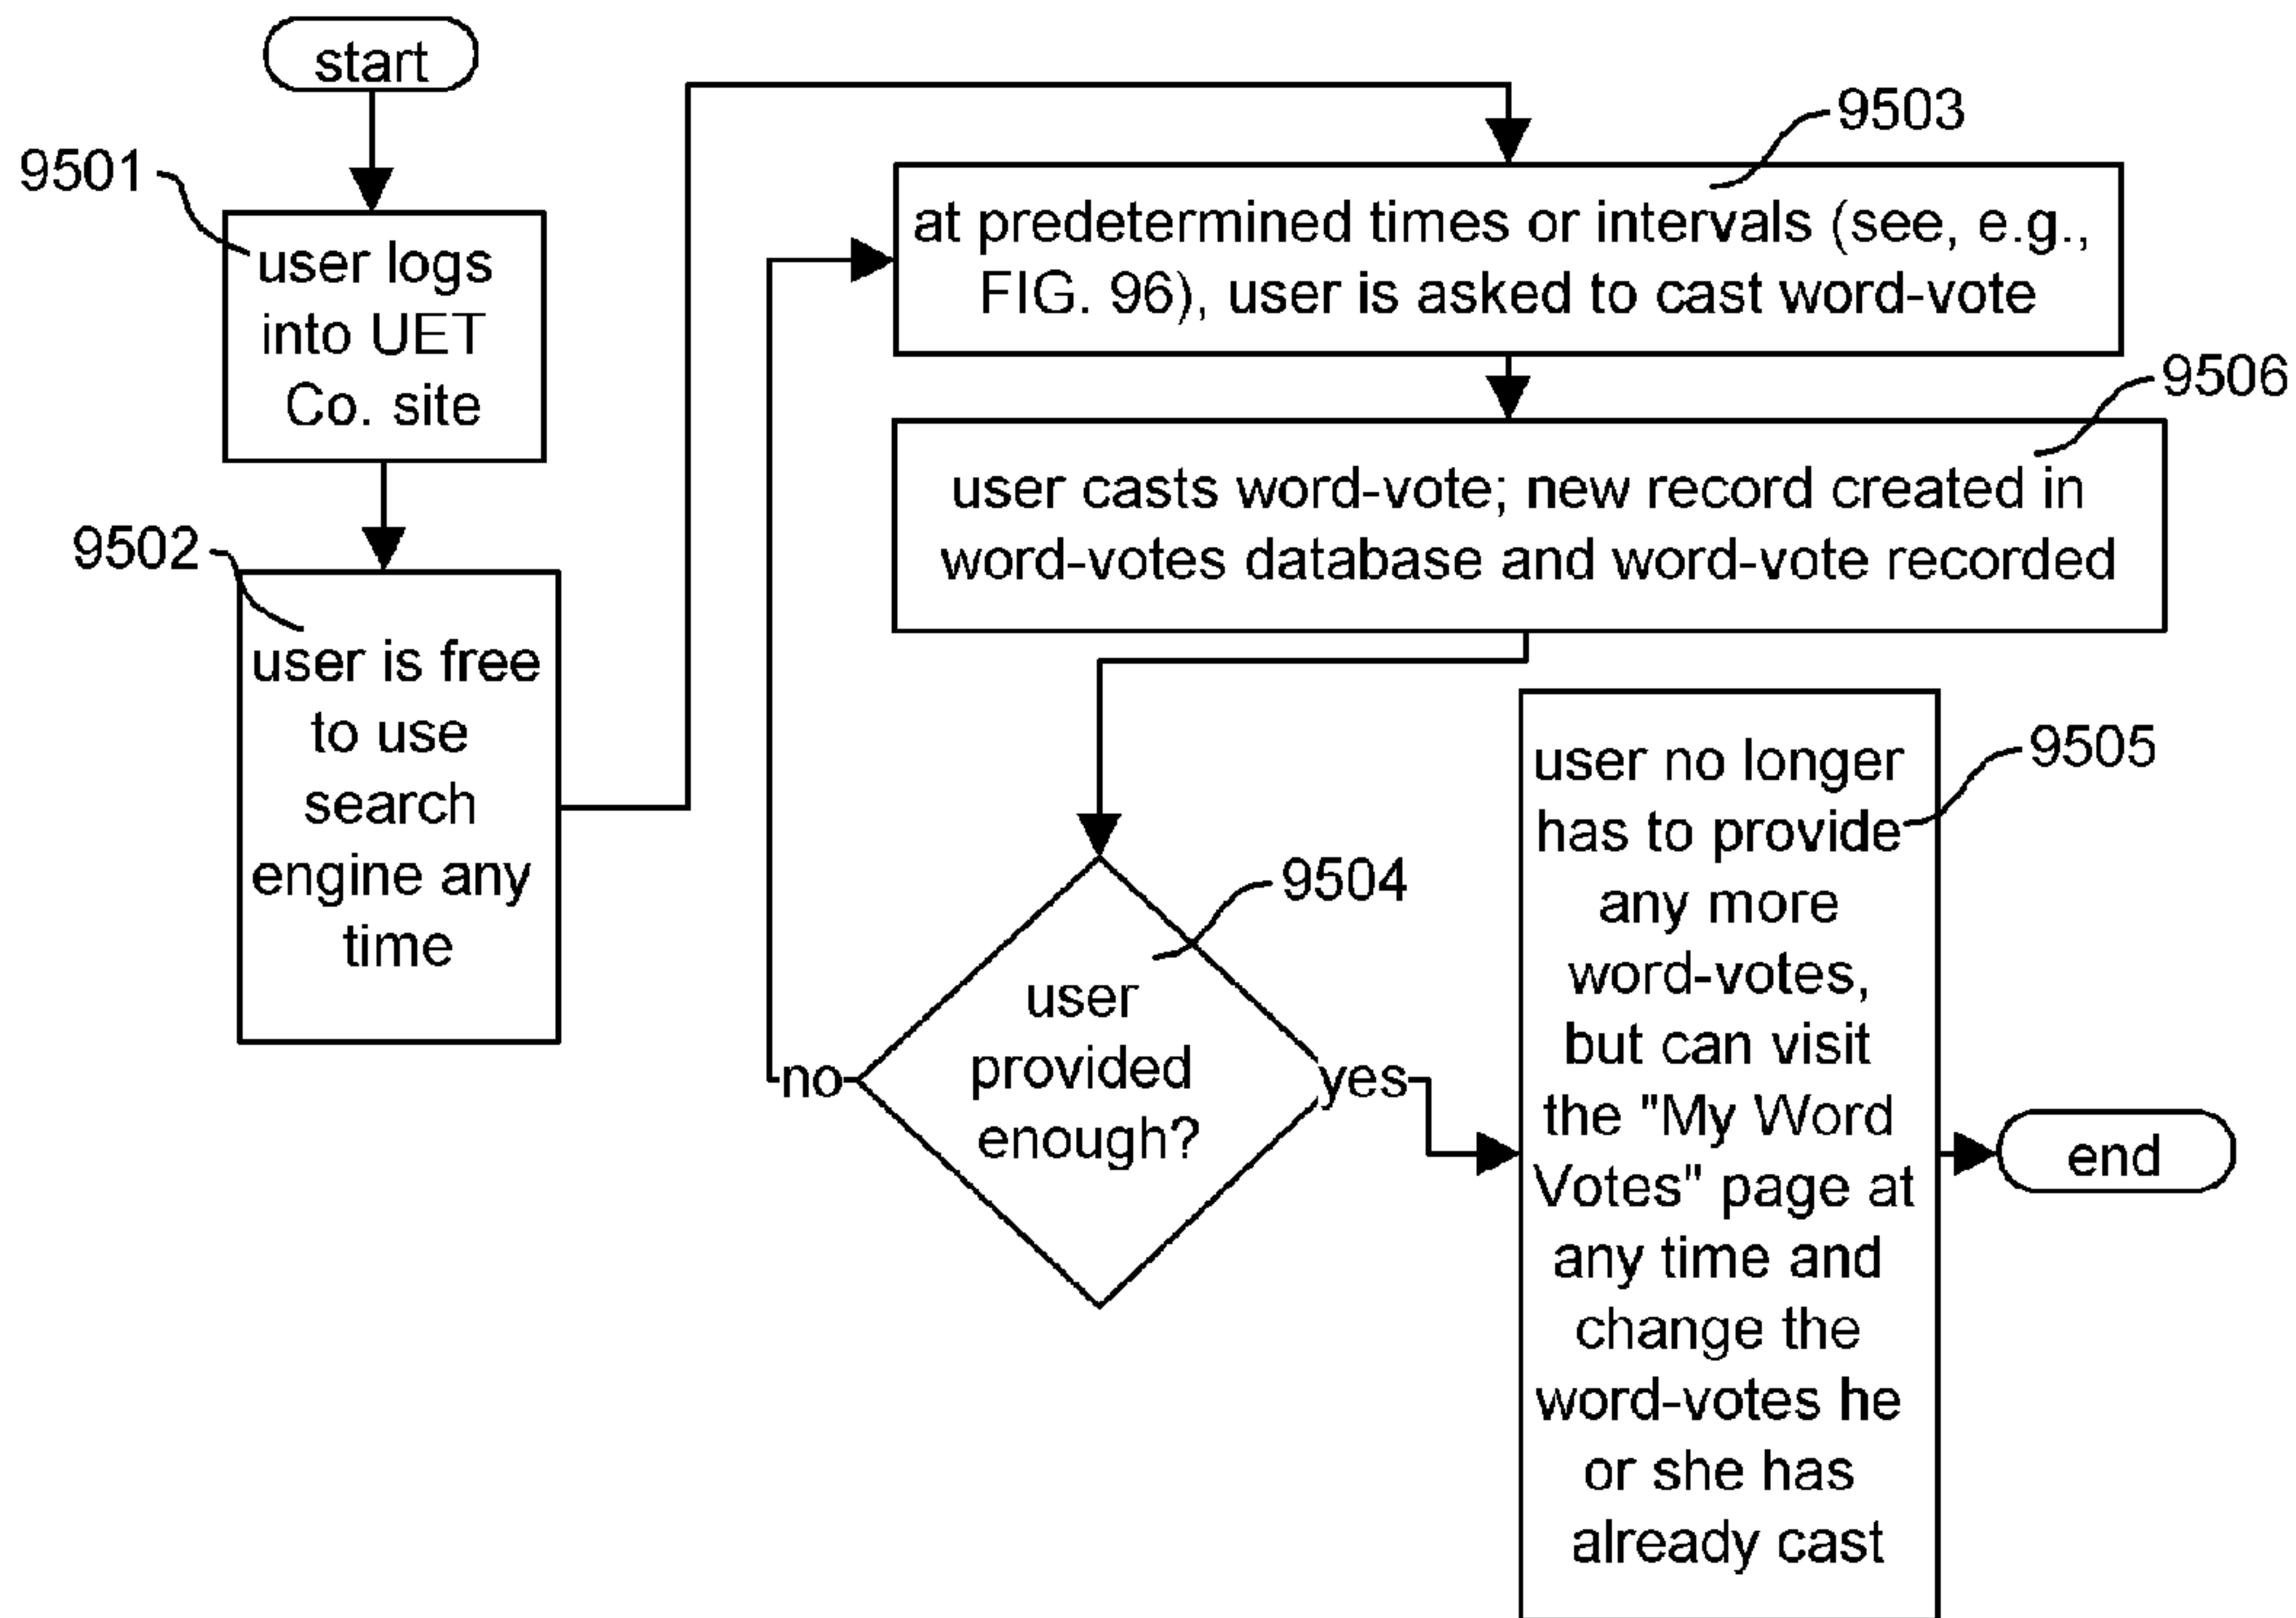 start
9501
user logs
into UET
Co. site
9502
user is free
to use
search
engine any
time
9503
at predetermined times or intervals (see, e.g.,
FIG. 96), user is asked to cast word-vote
9506
user casts word-vote; new record created in
word-votes database and word-vote recorded
9504
user
provided
enough?
no
yes
9505
user no longer
has to provide
any more
word-votes,
but can visit
the "My Word
Votes" page at
any time and
change the
word-votes he
or she has
already cast
end